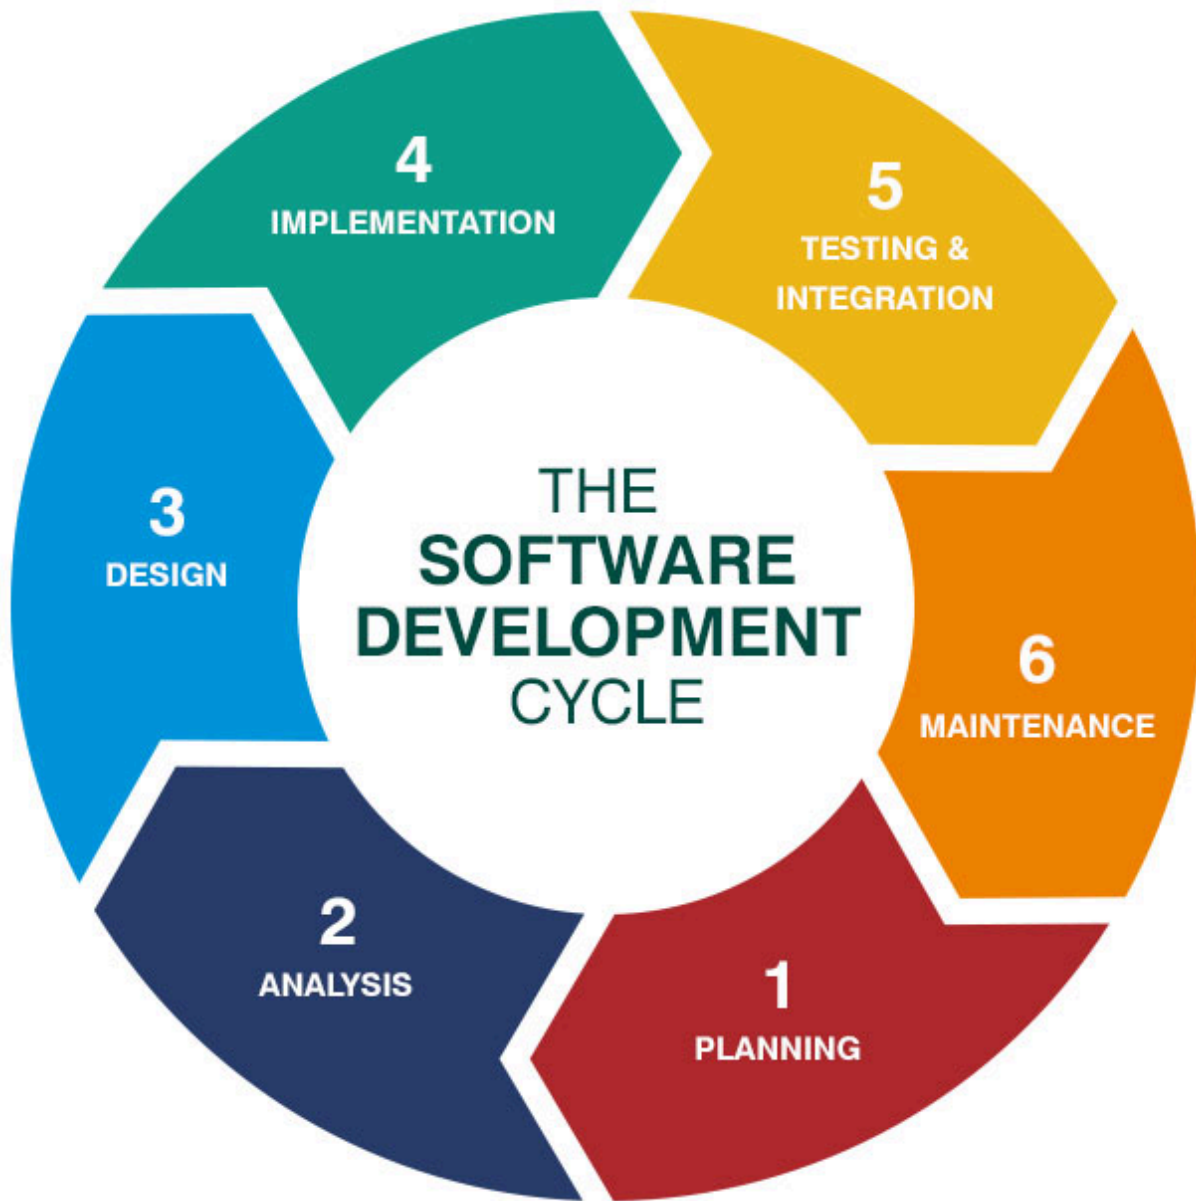 THE
SOFTWARE
DEVELOPMENT
CYCLE
1
PLANNING
2
ANALYSIS
3
DESIGN
4
IMPLEMENTATION
5
TESTING &
INTEGRATION
6
MAINTENANCE